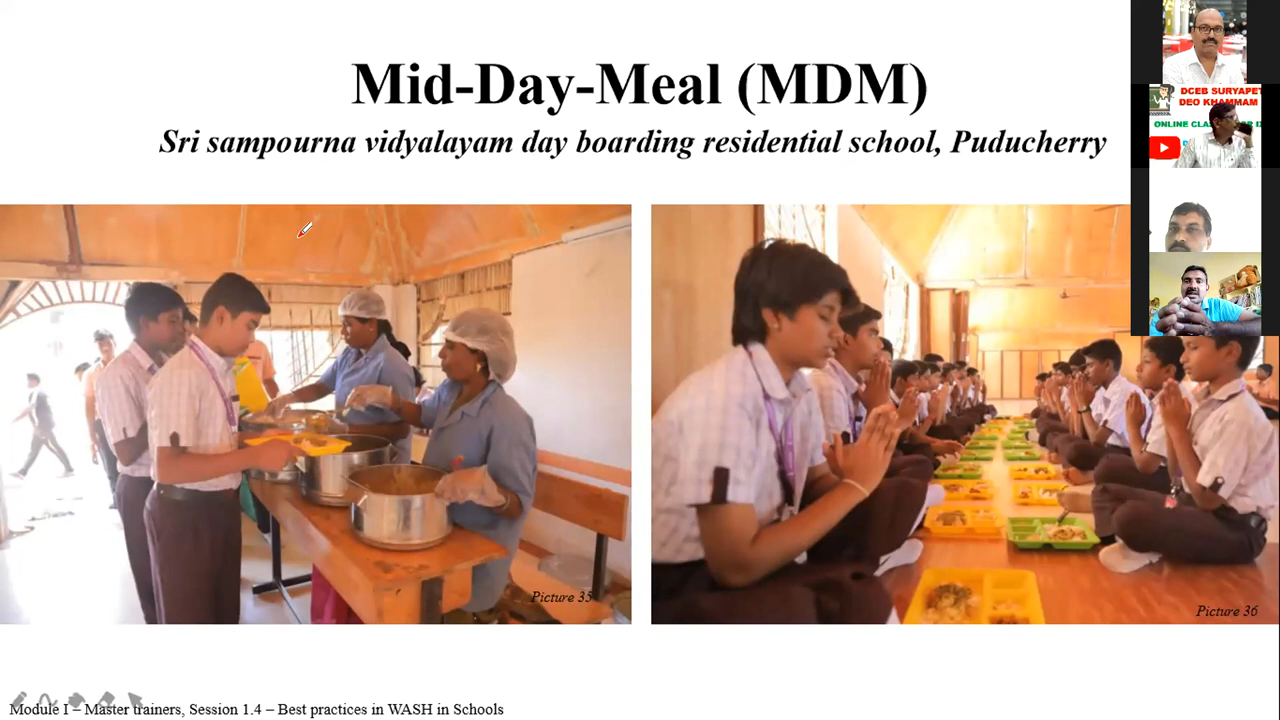 Mid-Day-Meal (MDM)
Sri sampourna vidyalayam day boarding residential school, Puducherry
DCEB SURYAPET
DEO KHAMMAM
ONLINE
Picture 35
Picture 36
Module I – Master trainers, Session 1.4 – Best practices in WASH in Schools